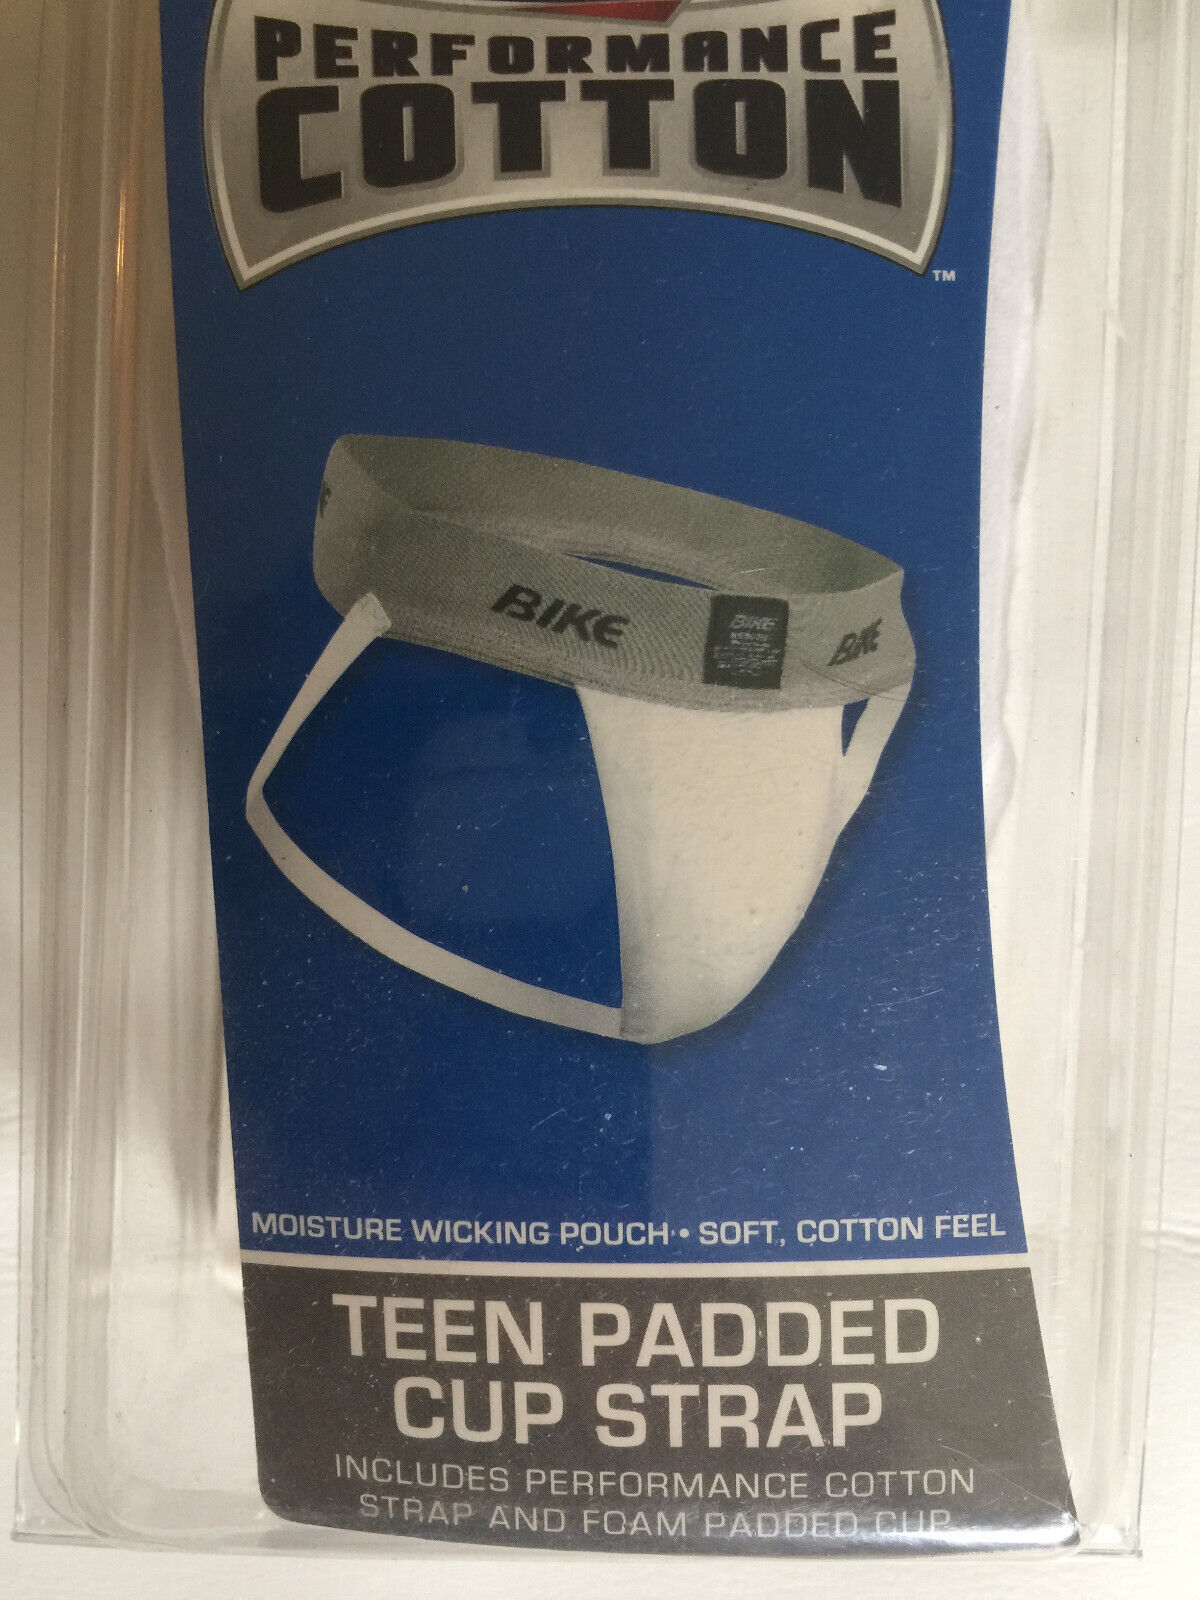 PERFORMANCE
COTTON
TM
BIKE
BIKE
BIKE
MOISTURE WICKING POUCH • SOFT, COTTON FEEL
TEEN PADDED
CUP STRAP
INCLUDES PERFORMANCE COTTON
STRAP AND FOAM PADDED CUP